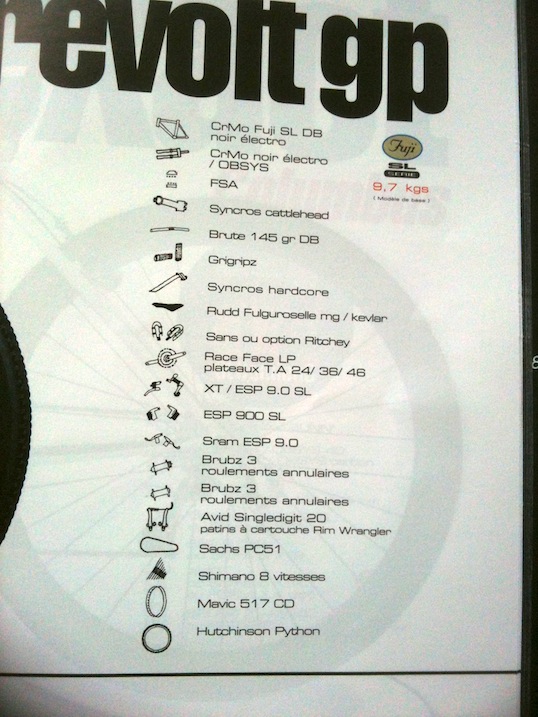 revolt gp
CrMo Fuji SL DB
noir électro
CrMo noir électro
/ OBSYS
FSA
Syncros cattlehead
Brute 145 gr DB
Grigripz
Syncros hardcore
Rudd Fulguroselle mg / kevlar
Sans ou option Ritchey
Race Face LP
plateaux T.A 24/ 36/ 46
XT / ESP 9.0 SL
ESP 900 SL
Sram ESP 9.0
Brubz 3
roulements annulaires
Brubz 3
roulements annulaires
Avid Singledigit 20
patins à cartouche Rim Wrangler
Sachs PC51
Shimano 8 vitesses
Mavic 517 CD
Hutchinson Python
Fuji
SL
SERIE
9,7 kgs
( Modèle de base )
8